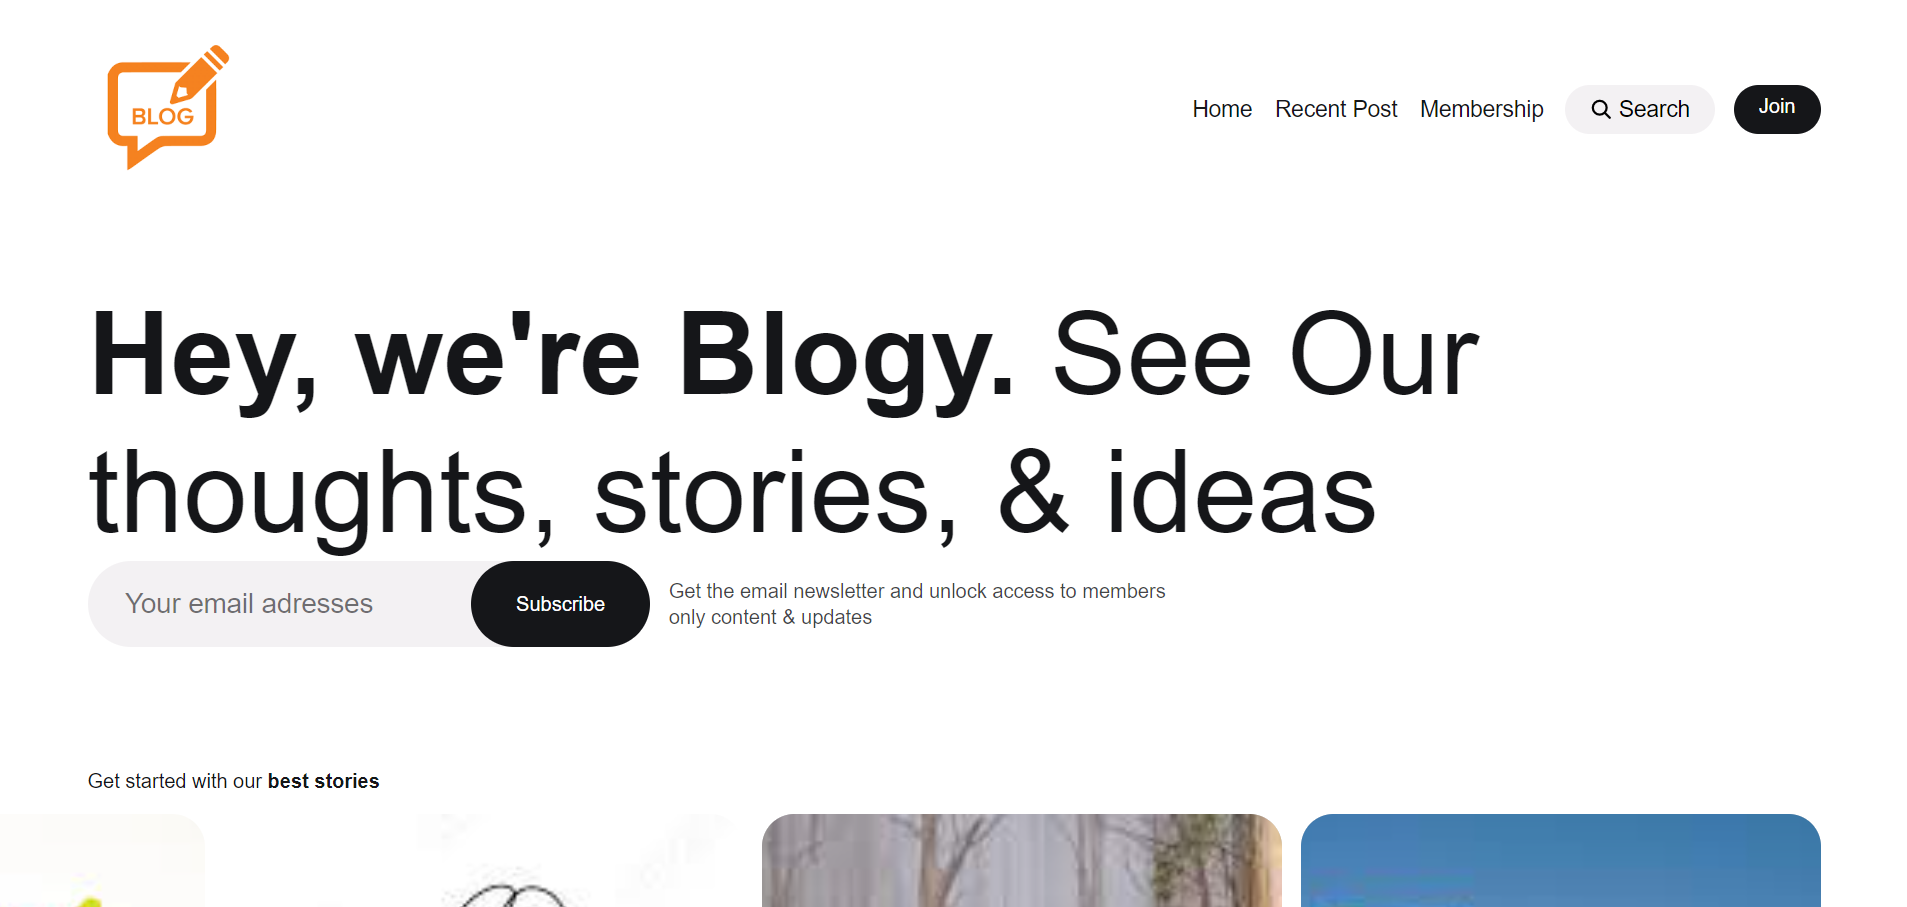 BLOG
Home
Recent Post
Membership
Search
Join
Hey, we're Blogy. See Our
thoughts, stories, & ideas
Your email adresses
Subscribe
Get the email newsletter and unlock access to members
only content & updates
Get started with our best stories